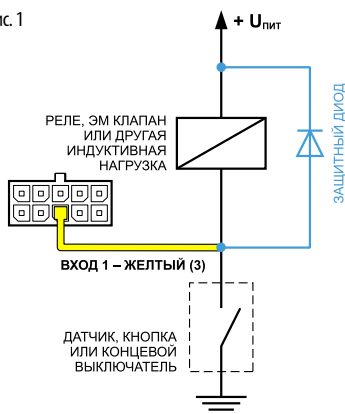 ис. 1
+ Uпит
РЕЛЕ, ЭМ КЛАПАН
ИЛИ ДРУГАЯ
ИНДУКТИВНАЯ
НАГРУЗКА
ЗАЩИТНЫЙ ДИОД
ВХОД 1 – ЖЕЛТЫЙ (3)
ДАТЧИК, КНОПКА
ИЛИ КОНЦЕВОЙ
ВЫКЛЮЧАТЕЛЬ